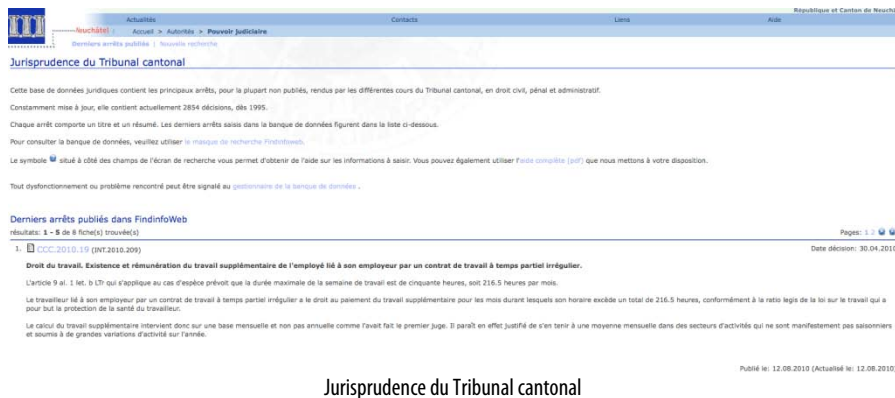 République et Canton de Neuchâ
Actualités Contacts Liens Aide
Neuchâtel | Accueil > Autorités > Pouvoir judiciaire
Derniers arrêts publiés | Nouvelle recherche
Jurisprudence du Tribunal cantonal
Cette base de données juridiques contient les principaux arrêts, pour la plupart non publiés, rendus par les différentes cours du Tribunal cantonal, en droit civil, pénal et administratif.
Constamment mise à jour, elle contient actuellement 2854 décisions, dès 1995.
Chaque arrêt comporte un titre et un résumé. Les derniers arrêts saisis dans la banque de données figurent dans la liste ci-dessous.
Pour consulter la banque de données, veuillez utiliser le masque de recherche Findinfoweb.
Le symbole situé à côté des champs de l'écran de recherche vous permet d'obtenir de l'aide sur les informations à saisir. Vous pouvez également utiliser l'aide complète (pdf) que nous mettons à votre disposition.
Tout dysfonctionnement ou problème rencontré peut être signalé au gestionnaire de la banque de données .
Derniers arrêts publiés dans FindinfoWeb
résultats: 1 - 5 de 8 fiche(s) trouvée(s) Pages: 1 2
1. CCC.2010.19 (INT.2010.209) Date décision: 30.04.2010
Droit du travail. Existence et rémunération du travail supplémentaire de l'employé lié à son employeur par un contrat de travail à temps partiel irrégulier.
L'article 9 al. 1 let. b LTr qui s'applique au cas d'espèce prévoit que la durée maximale de la semaine de travail est de cinquante heures, soit 216.5 heures par mois.
Le travailleur lié à son employeur par un contrat de travail à temps partiel irrégulier a le droit au paiement du travail supplémentaire pour les mois durant lesquels son horaire excède un total de 216.5 heures, conformément à la ratio legis de la loi sur le travail qui a
pour but la protection de la santé du travailleur.
Le calcul du travail supplémentaire intervient donc sur une base mensuelle et non pas annuelle comme l'avait fait le premier juge. Il paraît en effet justifié de s'en tenir à une moyenne mensuelle dans des secteurs d'activités qui ne sont manifestement pas saisonniers
et soumis à de grandes variations d'activité sur l'année.
Publié le: 12.08.2010 (Actualisé le: 12.08.2010)
Jurisprudence du Tribunal cantonal